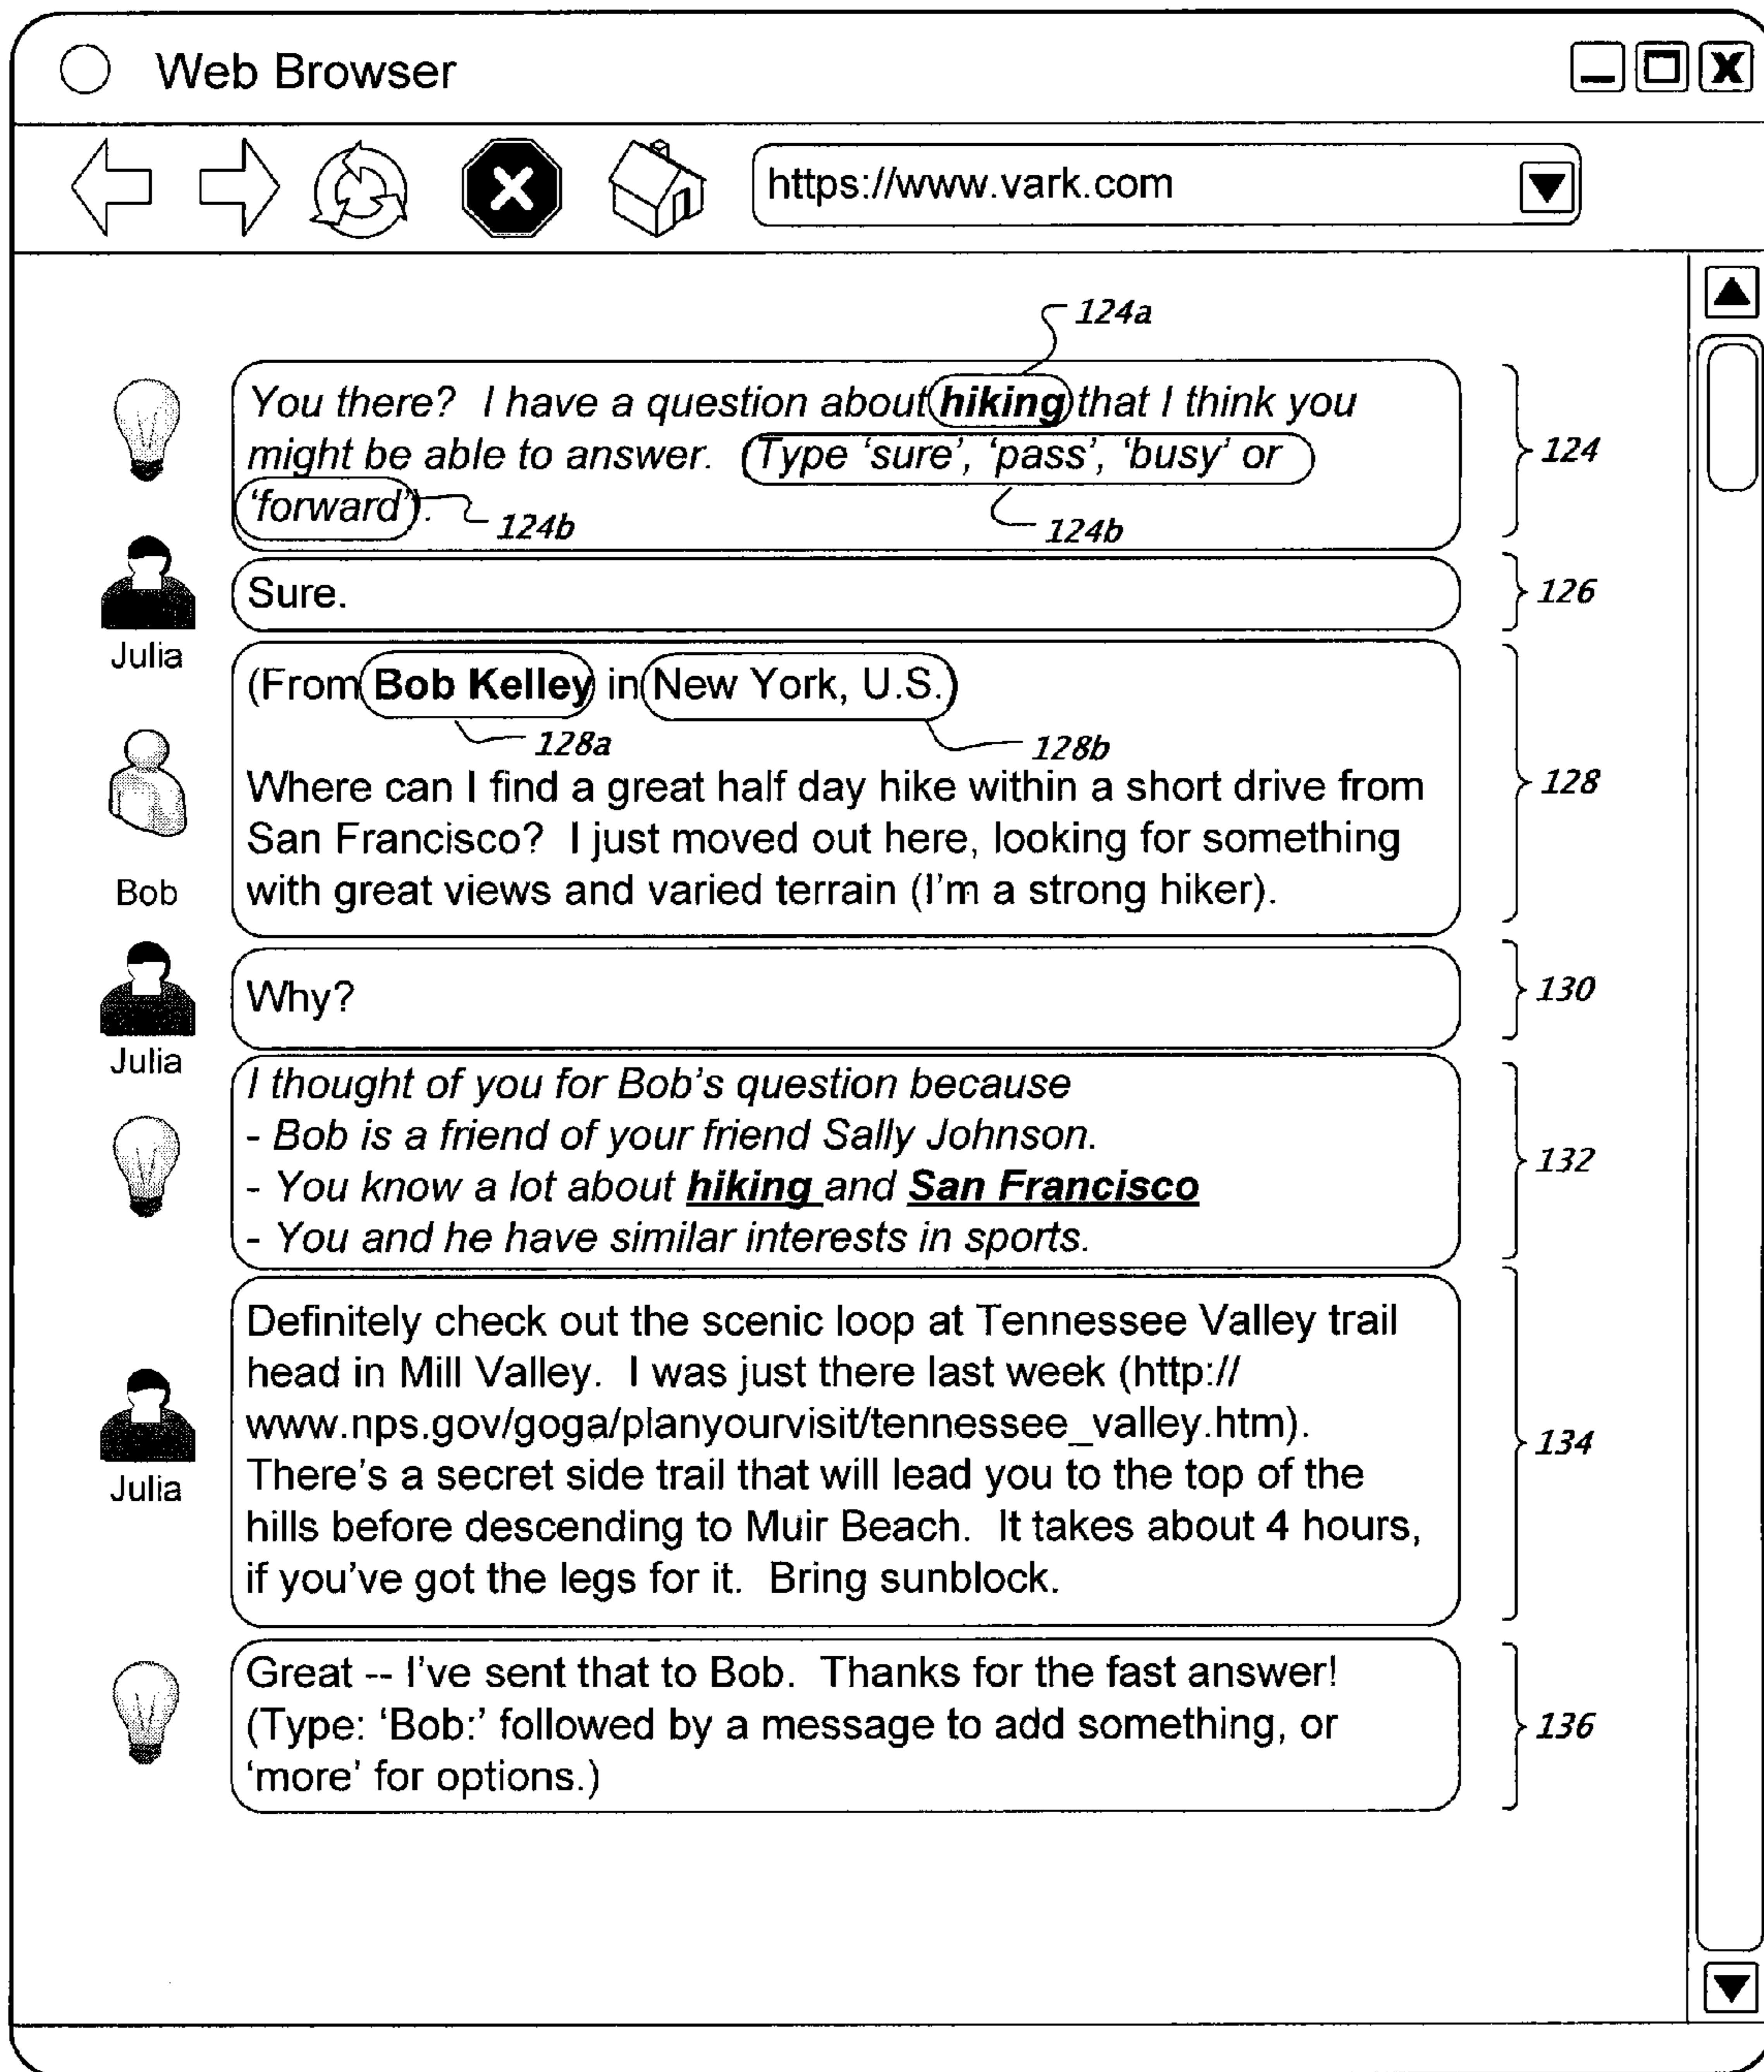 Web Browser
https://www.vark.com
124a
You there? I have a question about hiking that I think you
might be able to answer. (Type 'sure', 'pass', 'busy' or
'forward').
124b
124b
124
Sure.
126
Julia
(From Bob Kelley in New York, U.S.)
128a
128b
Where can I find a great half day hike within a short drive from
San Francisco? I just moved out here, looking for something
with great views and varied terrain (I'm a strong hiker).
128
Bob
Why?
130
Julia
I thought of you for Bob's question because
- Bob is a friend of your friend Sally Johnson.
- You know a lot about hiking and San Francisco
- You and he have similar interests in sports.
132
Definitely check out the scenic loop at Tennessee Valley trail
head in Mill Valley. I was just there last week (http://
www.nps.gov/goga/planyourvisit/tennessee_valley.htm).
There's a secret side trail that will lead you to the top of the
hills before descending to Muir Beach. It takes about 4 hours,
if you've got the legs for it. Bring sunblock.
134
Julia
Great -- I've sent that to Bob. Thanks for the fast answer!
(Type: 'Bob:' followed by a message to add something, or
'more' for options.)
136